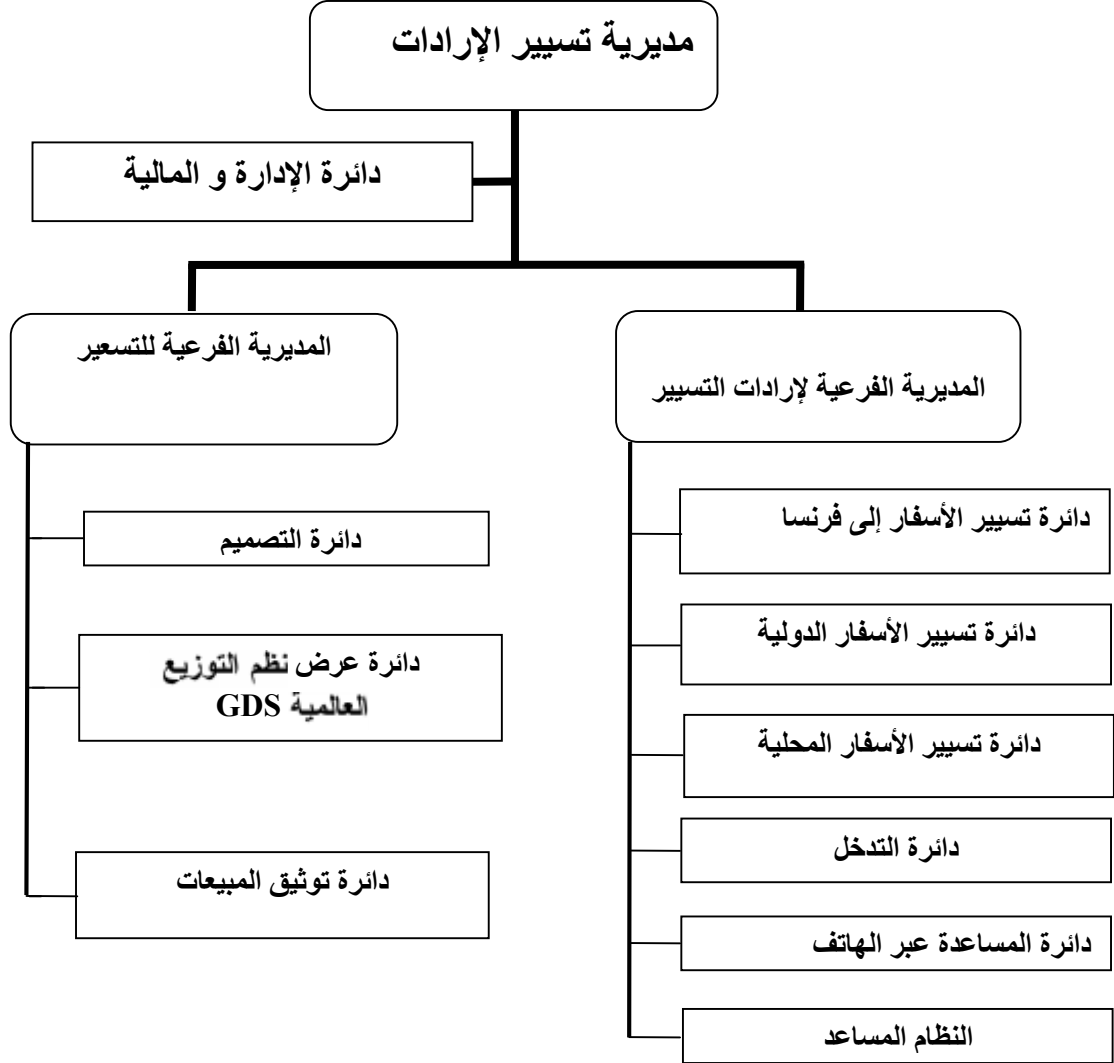 مديرية تسيير الإرادات
دائرة الإدارة و المالية
المديرية الفرعية لإرادات التسيير
دائرة تسيير الأسفار إلى فرنسا
دائرة تسيير الأسفار الدولية
دائرة تسيير الأسفار المحلية
دائرة التدخل
دائرة المساعدة عبر الهاتف
النظام المساعد
المديرية الفرعية للتسعير
دائرة التصميم
دائرة عرض نظم التوزيع
العالمية GDS
دائرة توثيق المبيعات